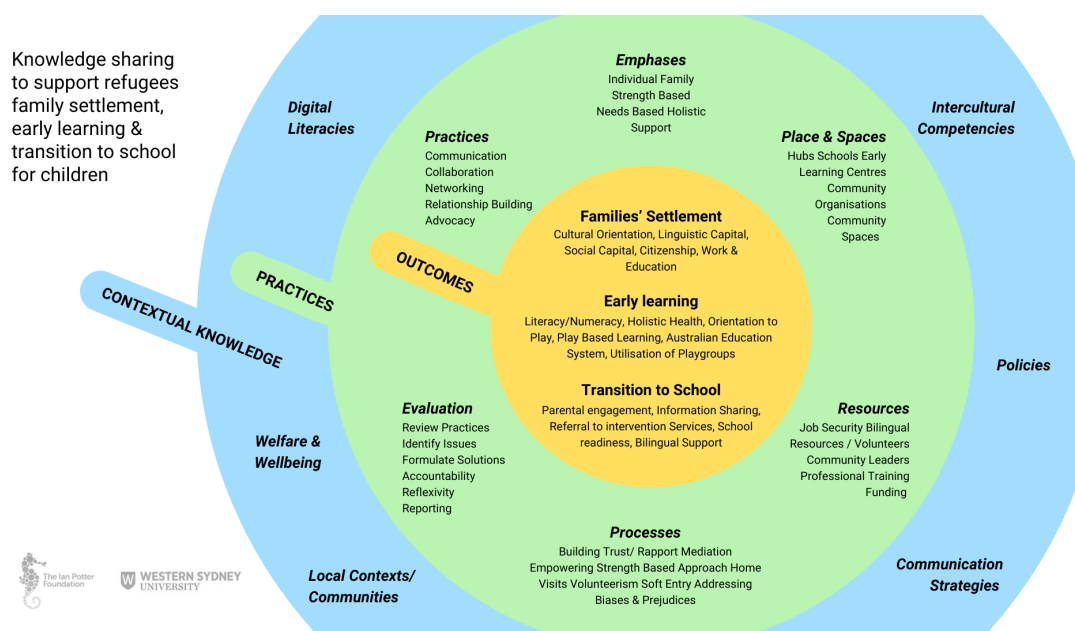 Knowledge sharing
to support refugees
family settlement,
early learning &
transition to school
for children
Digital
Literacies
Intercultural
Competencies
Policies
Communication
Strategies
Local Contexts/
Communities
Welfare &
Wellbeing
CONTEXTUAL KNOWLEDGE
PRACTICES
OUTCOMES
Emphases
Individual Family
Strength Based
Needs Based Holistic
Support
Practices
Communication
Collaboration
Networking
Relationship Building
Advocacy
Place & Spaces
Hubs Schools Early
Learning Centres
Community
Organisations
Community
Spaces
Families’ Settlement
Cultural Orientation, Linguistic Capital,
Social Capital, Citizenship, Work &
Education
Early learning
Literacy/Numeracy, Holistic Health, Orientation to
Play, Play Based Learning, Australian Education
System, Utilisation of Playgroups
Transition to School
Parental engagement, Information Sharing,
Referral to intervention Services, School
readiness, Bilingual Support
Evaluation
Review Practices
Identify Issues
Formulate Solutions
Accountability
Reflexivity
Reporting
Resources
Job Security Bilingual
Resources / Volunteers
Community Leaders
Professional Training
Funding
Processes
Building Trust/ Rapport Mediation
Empowering Strength Based Approach Home
Visits Volunteerism Soft Entry Addressing
Biases & Prejudices
The Ian Potter
Foundation
WESTERN SYDNEY
UNIVERSITY